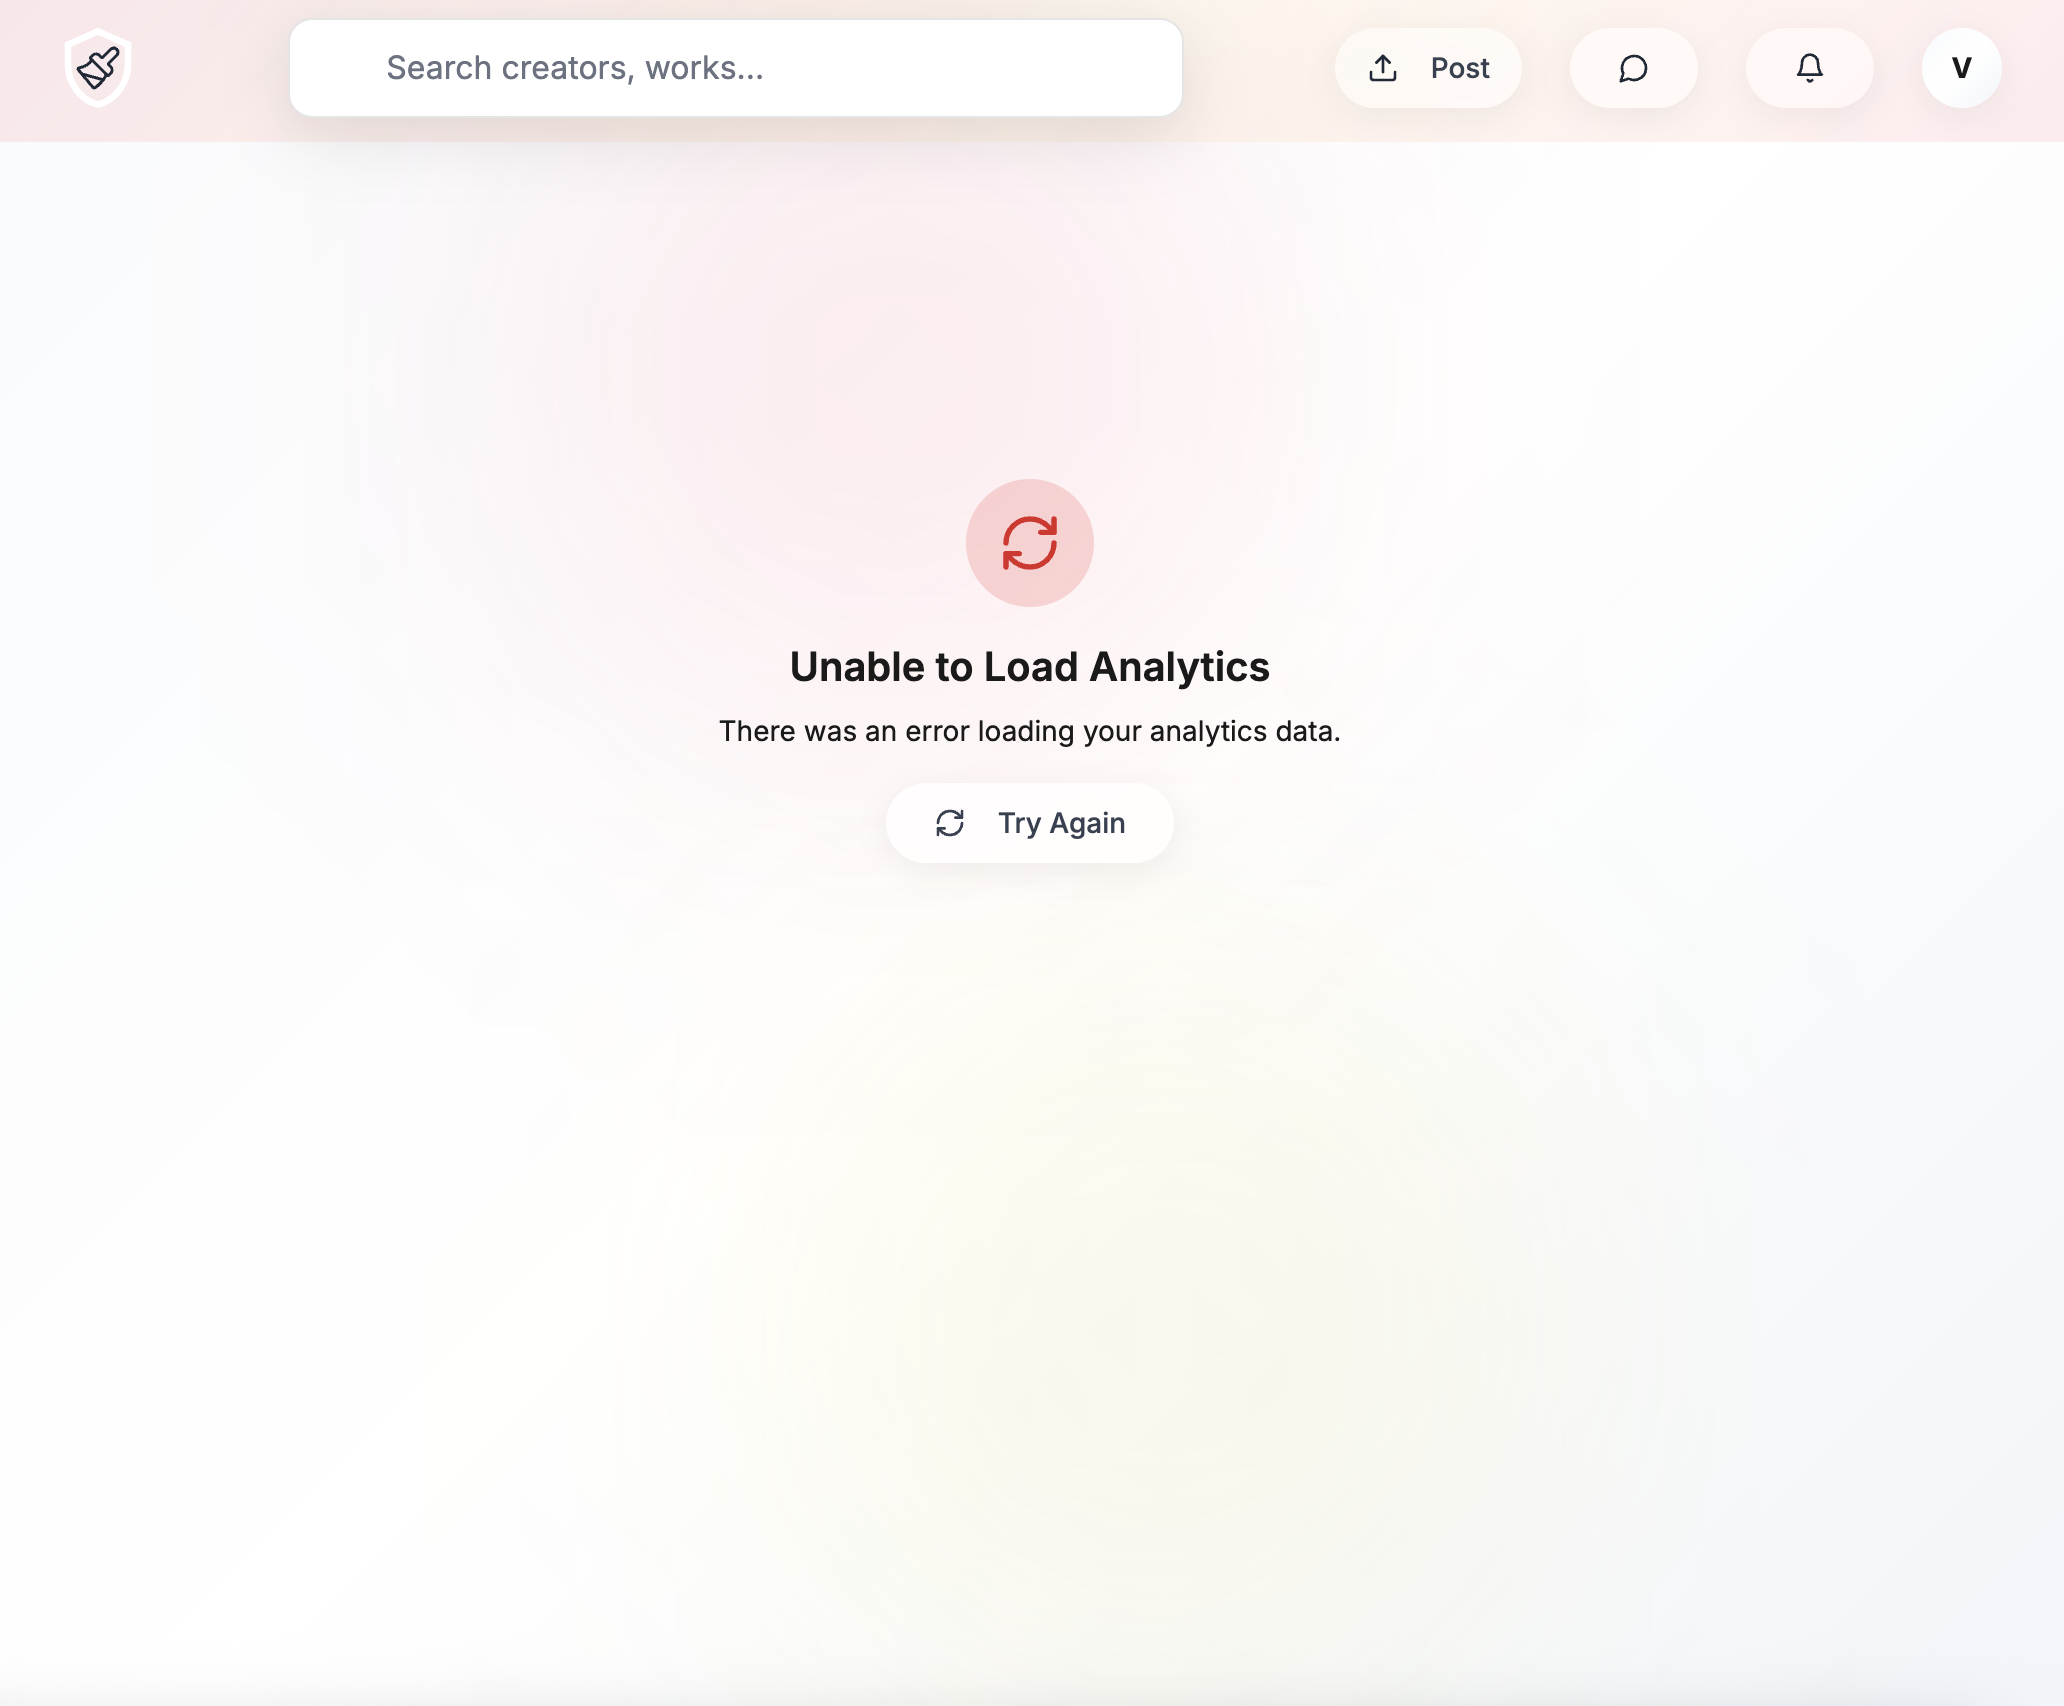 Search creators, works...
Post
V
Unable to Load Analytics
There was an error loading your analytics data.
Try Again